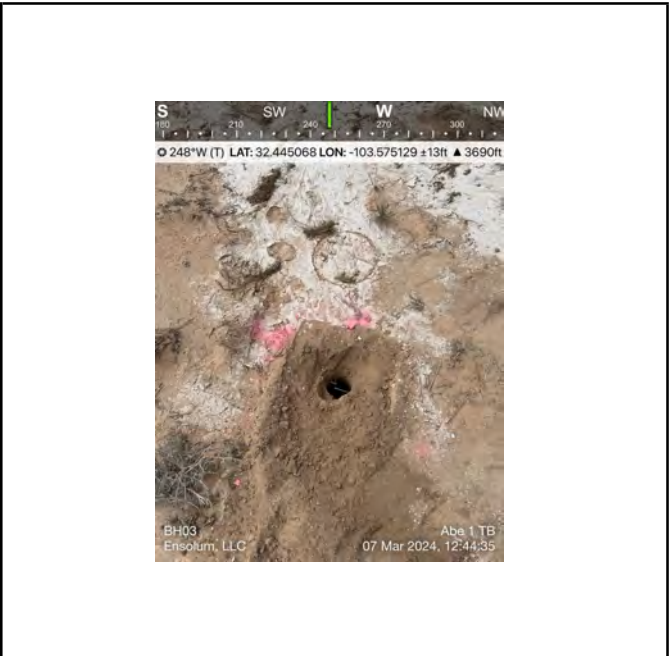 S SW W NW
180 210 240 270 300
248°W (T) LAT: 32.445068 LON: -103.575129 ±13ft ▲ 3690ft
BH03 Abe 1 TB
Ensolum, LLC 07 Mar 2024, 12:44:35